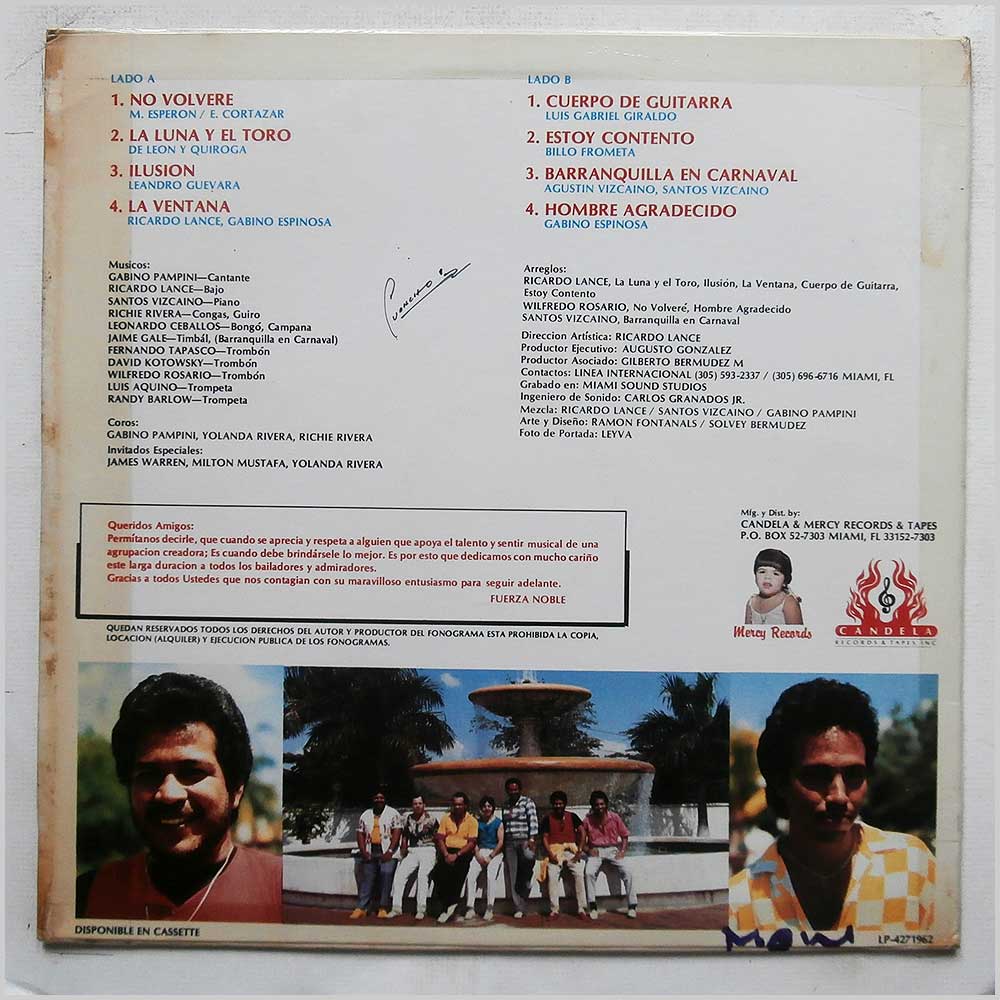 LADO A
1. NO VOLVERE
M. ESPERON / E. CORTAZAR
2. LA LUNA Y EL TORO
DE LEON Y QUIROGA
3. ILUSION
LEANDRO GUEVARA
4. LA VENTANA
RICARDO LANCE, GABINO ESPINOSA
LADO B
1. CUERPO DE GUITARRA
LUIS GABRIEL GIRALDO
2. ESTOY CONTENTO
BILLO FROMETA
3. BARRANQUILLA EN CARNAVAL
AGUSTIN VIZCAINO, SANTOS VIZCAINO
4. HOMBRE AGRADECIDO
GABINO ESPINOSA
Musicos:
GABINO PAMPINI—Cantante
RICARDO LANCE—Bajo
SANTOS VIZCAINO—Piano
RICHIE RIVERA—Congas, Guiro
LEONARDO CEBALLOS—Bongó, Campana
JAIME GALE—Timbál, (Barranquilla en Carnaval)
FERNANDO TAPASCO—Trombón
DAVID KOTOWSKY—Trombón
WILFREDO ROSARIO—Trombón
LUIS AQUINO—Trompeta
RANDY BARLOW—Trompeta
Coros:
GABINO PAMPINI, YOLANDA RIVERA, RICHIE RIVERA
Invitados Especiales:
JAMES WARREN, MILTON MUSTAFA, YOLANDA RIVERA
Arreglos:
RICARDO LANCE, La Luna y el Toro, Ilusión, La Ventana, Cuerpo de Guitarra,
Estoy Contento
WILFREDO ROSARIO, No Volveré, Hombre Agradecido
SANTOS VIZCAINO, Barranquilla en Carnaval
Direccion Artística: RICARDO LANCE
Productor Ejecutivo: AUGUSTO GONZALEZ
Productor Asociado: GILBERTO BERMUDEZ M
Contactos: LINEA INTERNACIONAL (305) 593-2337 / (305) 696-6716 MIAMI, FL
Grabado en: MIAMI SOUND STUDIOS
Ingeniero de Sonido: CARLOS GRANADOS JR.
Mezcla: RICARDO LANCE / SANTOS VIZCAINO / GABINO PAMPINI
Arte y Diseño: RAMON FONTANALS / SOLVEY BERMUDEZ
Foto de Portada: LEYVA
Queridos Amigos:
Permítanos decirle, que cuando se aprecia y respeta a alguien que apoya el talento y sentir musical de una
agrupacion creadora; Es cuando debe brindársele lo mejor. Es por esto que dedicamos con mucho cariño
este larga duracion a todos los bailadores y admiradores.
Gracias a todos Ustedes que nos contagian con su maravilloso entusiasmo para seguir adelante.
FUERZA NOBLE
Mfg. y Dist. by:
CANDELA & MERCY RECORDS & TAPES
P.O. BOX 52-7303 MIAMI, FL 33152-7303
Mercy Records
CANDELA
RECORDS & TAPES INC
QUEDAN RESERVADOS TODOS LOS DERECHOS DEL AUTOR Y PRODUCTOR DEL FONOGRAMA ESTA PROHIBIDA LA COPIA,
LOCACION (ALQUILER) Y EJECUCION PUBLICA DE LOS FONOGRAMAS.
DISPONIBLE EN CASSETTE
LP-4271962